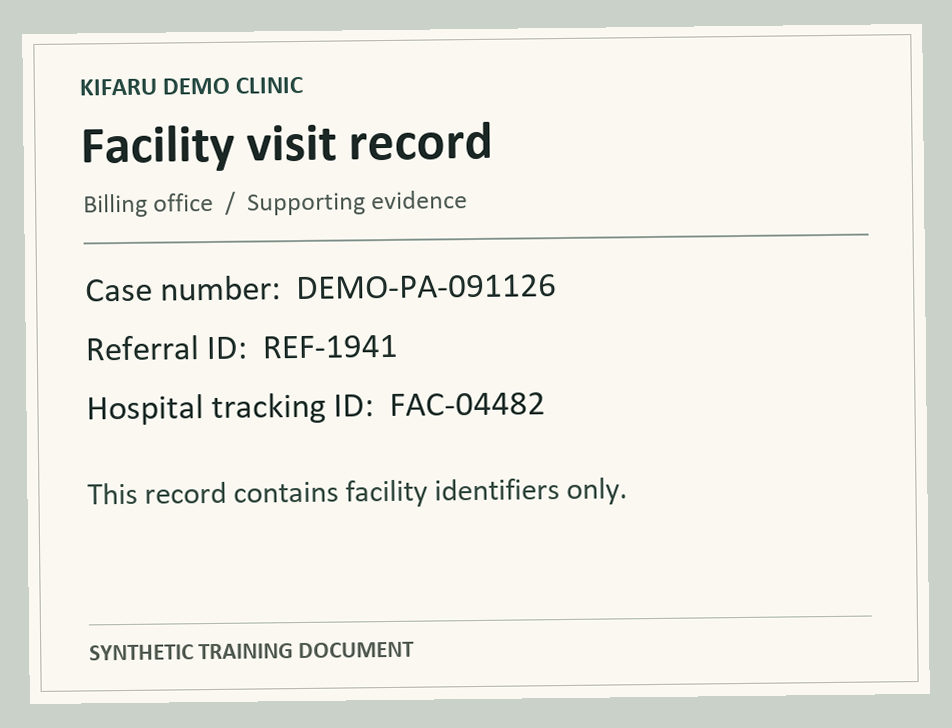 KIFARU DEMO CLINIC
Facility visit record
Billing office / Supporting evidence
Case number: DEMO-PA-091126
Referral ID: REF-1941
Hospital tracking ID: FAC-04482
This record contains facility identifiers only.
SYNTHETIC TRAINING DOCUMENT